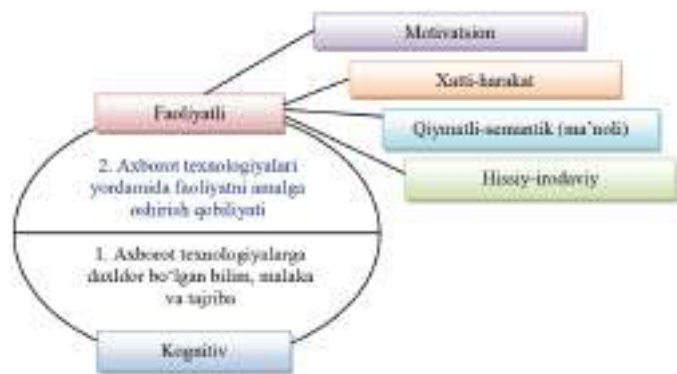 Motivatsion
Xatti-harakat
Faoliyatli
Qiymatli-semantik (ma'noli)
Hissiy-irodaviy
2. Axborot texnologiyalari
yordamida faoliyatni amalga
oshirish qobiliyati
1. Axborot texnologiyalarga
daxldor bo'lgan bilim, malaka
va tajriba
Kognitiv